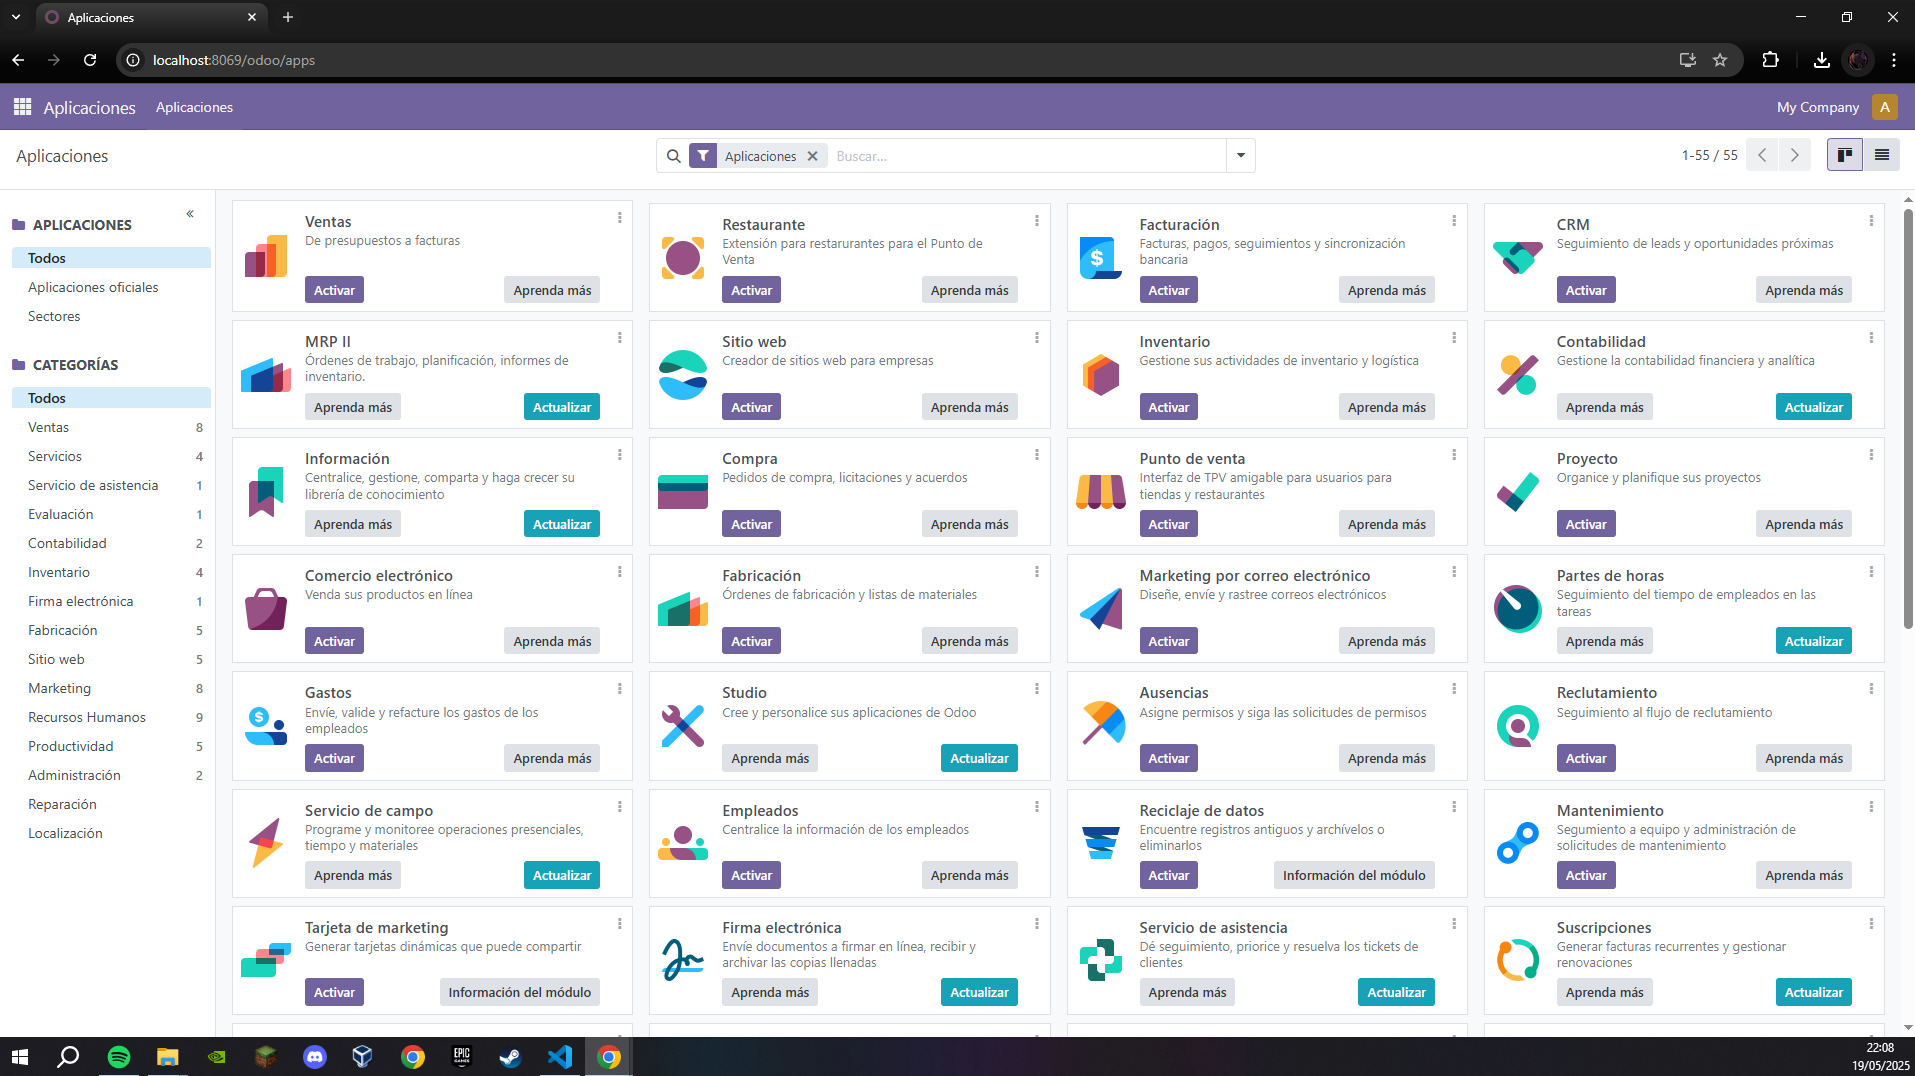 Aplicaciones
localhost:8069/odoo/apps
Aplicaciones
Aplicaciones
My Company
A
Aplicaciones
Aplicaciones
Buscar...
1-55 / 55
APLICACIONES
Todos
Aplicaciones oficiales
Sectores
CATEGORÍAS
Todos
Ventas 8
Servicios 4
Servicio de asistencia 1
Evaluación 1
Contabilidad 2
Inventario 4
Firma electrónica 1
Fabricación 5
Sitio web 5
Marketing 8
Recursos Humanos 9
Productividad 5
Administración 2
Reparación
Localización
Ventas
De presupuestos a facturas
Activar
Aprenda más
Restaurante
Extensión para restarurantes para el Punto de
Venta
Activar
Aprenda más
Facturación
Facturas, pagos, seguimientos y sincronización
bancaria
Activar
Aprenda más
CRM
Seguimiento de leads y oportunidades próximas
Activar
Aprenda más
MRP II
Órdenes de trabajo, planificación, informes de
inventario.
Aprenda más
Actualizar
Sitio web
Creador de sitios web para empresas
Activar
Aprenda más
Inventario
Gestione sus actividades de inventario y logística
Activar
Aprenda más
Contabilidad
Gestione la contabilidad financiera y analítica
Aprenda más
Actualizar
Información
Centralice, gestione, comparta y haga crecer su
librería de conocimiento
Aprenda más
Actualizar
Compra
Pedidos de compra, licitaciones y acuerdos
Activar
Aprenda más
Punto de venta
Interfaz de TPV amigable para usuarios para
tiendas y restaurantes
Activar
Aprenda más
Proyecto
Organice y planifique sus proyectos
Activar
Aprenda más
Comercio electrónico
Venda sus productos en línea
Activar
Aprenda más
Fabricación
Órdenes de fabricación y listas de materiales
Activar
Aprenda más
Marketing por correo electrónico
Diseñe, envíe y rastree correos electrónicos
Activar
Aprenda más
Partes de horas
Seguimiento del tiempo de empleados en las
tareas
Aprenda más
Actualizar
Gastos
Envíe, valide y refacture los gastos de los
empleados
Activar
Aprenda más
Studio
Cree y personalice sus aplicaciones de Odoo
Aprenda más
Actualizar
Ausencias
Asigne permisos y siga las solicitudes de permisos
Activar
Aprenda más
Reclutamiento
Seguimiento al flujo de reclutamiento
Activar
Aprenda más
Servicio de campo
Programe y monitoree operaciones presenciales,
tiempo y materiales
Aprenda más
Actualizar
Empleados
Centralice la información de los empleados
Activar
Aprenda más
Reciclaje de datos
Encuentre registros antiguos y archívelos o
eliminarlos
Activar
Información del módulo
Mantenimiento
Segumiento a equipo y administración de
solicitudes de mantenimiento
Activar
Aprenda más
Tarjeta de marketing
Generar tarjetas dinámicas que puede compartir
Activar
Información del módulo
Firma electrónica
Envíe documentos a firmar en línea, recibir y
archivar las copias llenadas
Aprenda más
Actualizar
Servicio de asistencia
Dé seguimiento, priorice y resuelva los tickets de
clientes
Aprenda más
Actualizar
Suscripciones
Generar facturas recurrentes y gestionar
renovaciones
Aprenda más
Actualizar
EPIC
GAMES
22:08
19/05/2025